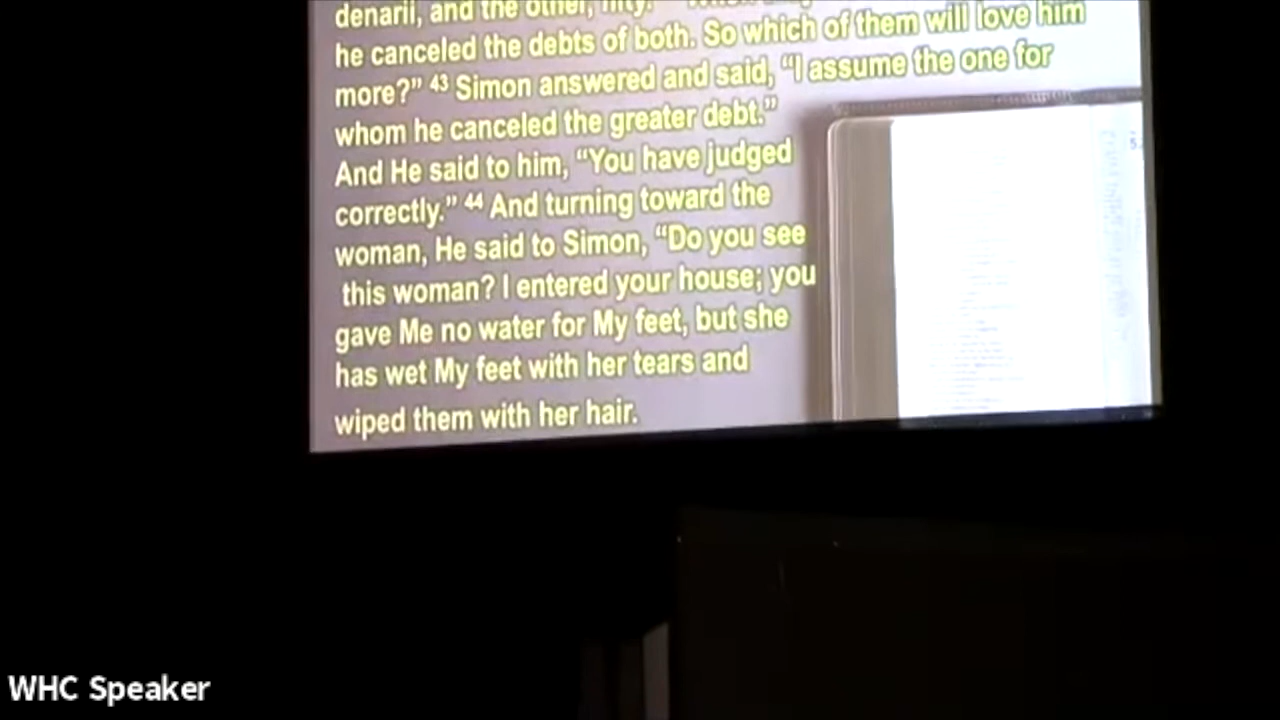 denarii, and the other, fifty.
he canceled the debts of both. So which of them will love him
more?” ⁴³ Simon answered and said, “I assume the one for
whom he canceled the greater debt.”
And He said to him, “You have judged
correctly.” ⁴⁴ And turning toward the
woman, He said to Simon, “Do you see
this woman? I entered your house; you
gave Me no water for My feet, but she
has wet My feet with her tears and
wiped them with her hair.
WHC Speaker